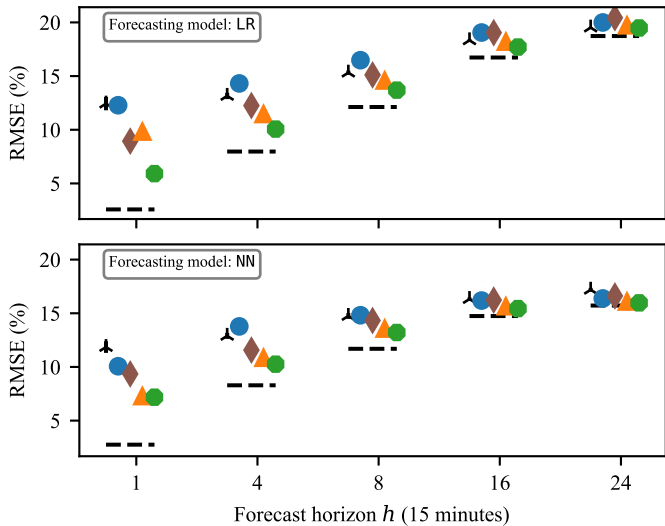 20
15
10
5
RMSE (%)
Forecasting model: LR
20
15
10
5
RMSE (%)
Forecasting model: NN
1 4 8 16 24
Forecast horizon h (15 minutes)